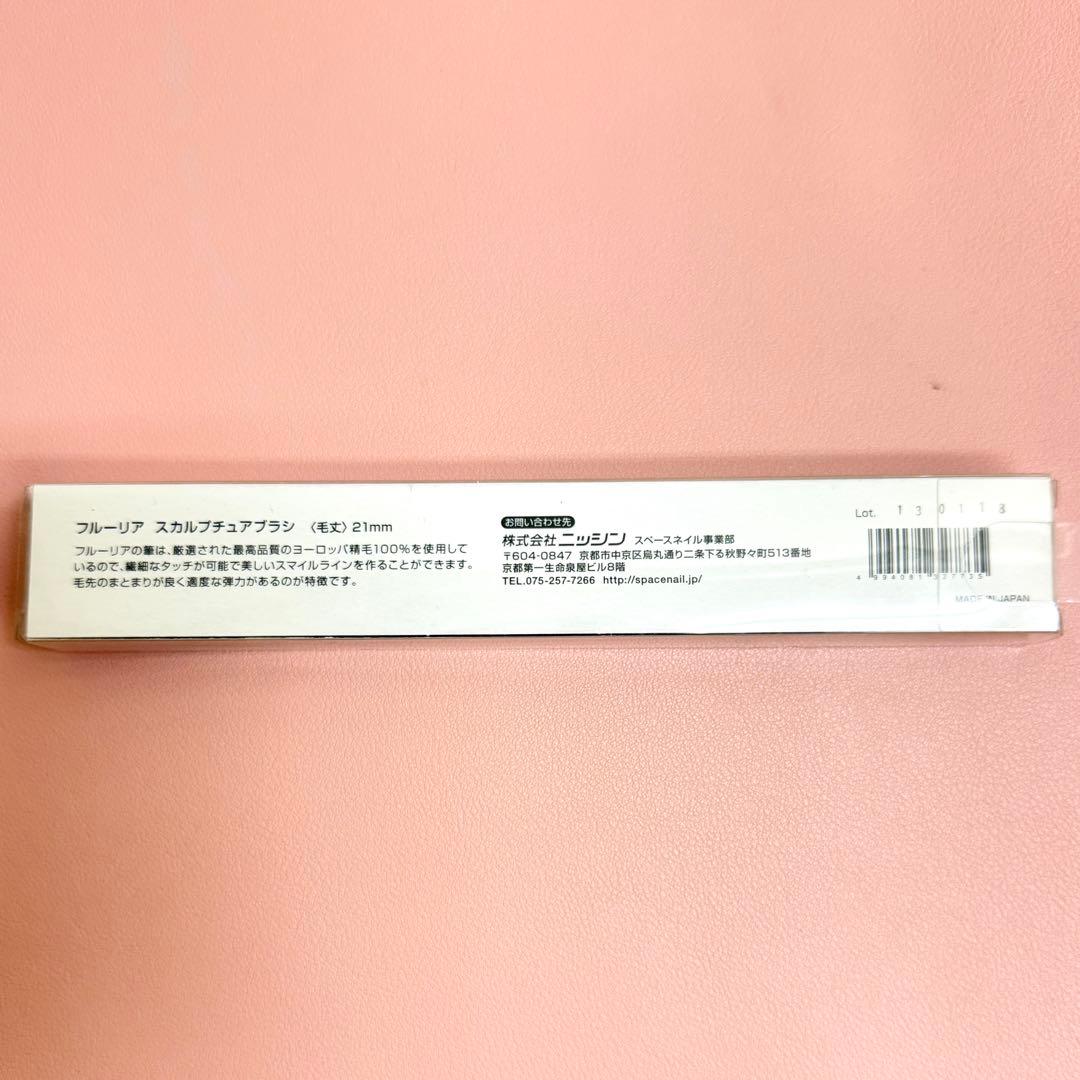 フルーリア スカルプチュアブラシ 〈毛丈〉21mm
フルーリアの筆は、厳選された最高品質のヨーロッパ精毛100%を使用して
いるので、繊細なタッチが可能で美しいスマイルラインを作ることができます。
毛先のまとまりが良く適度な弾力があるのが特徴です。
お問い合わせ先
株式会社ニッシン スペースネイル事業部
〒604-0847 京都市中京区烏丸通り二条下る秋野々町513番地
京都第一生命泉屋ビル8階
TEL.075-257-7266 http://spacenail.jp/
Lot. 130118
4 994081 337735
MADE IN JAPAN